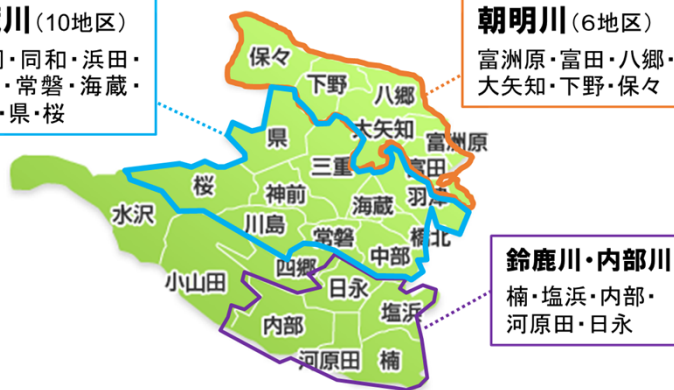 川(10地区)
・同和・浜田・
・常磐・海蔵・
・県・桜
朝明川(6地区)
富洲原・富田・八郷・
大矢知・下野・保々
鈴鹿川・内部川
楠・塩浜・内部・
河原田・日永
保々
下野
八郷
大矢知
富洲原
県
三重
富田
桜
神前
海蔵
羽津
水沢
川島
常磐
橋北
中部
四郷
小山田
日永
塩浜
内部
河原田
楠